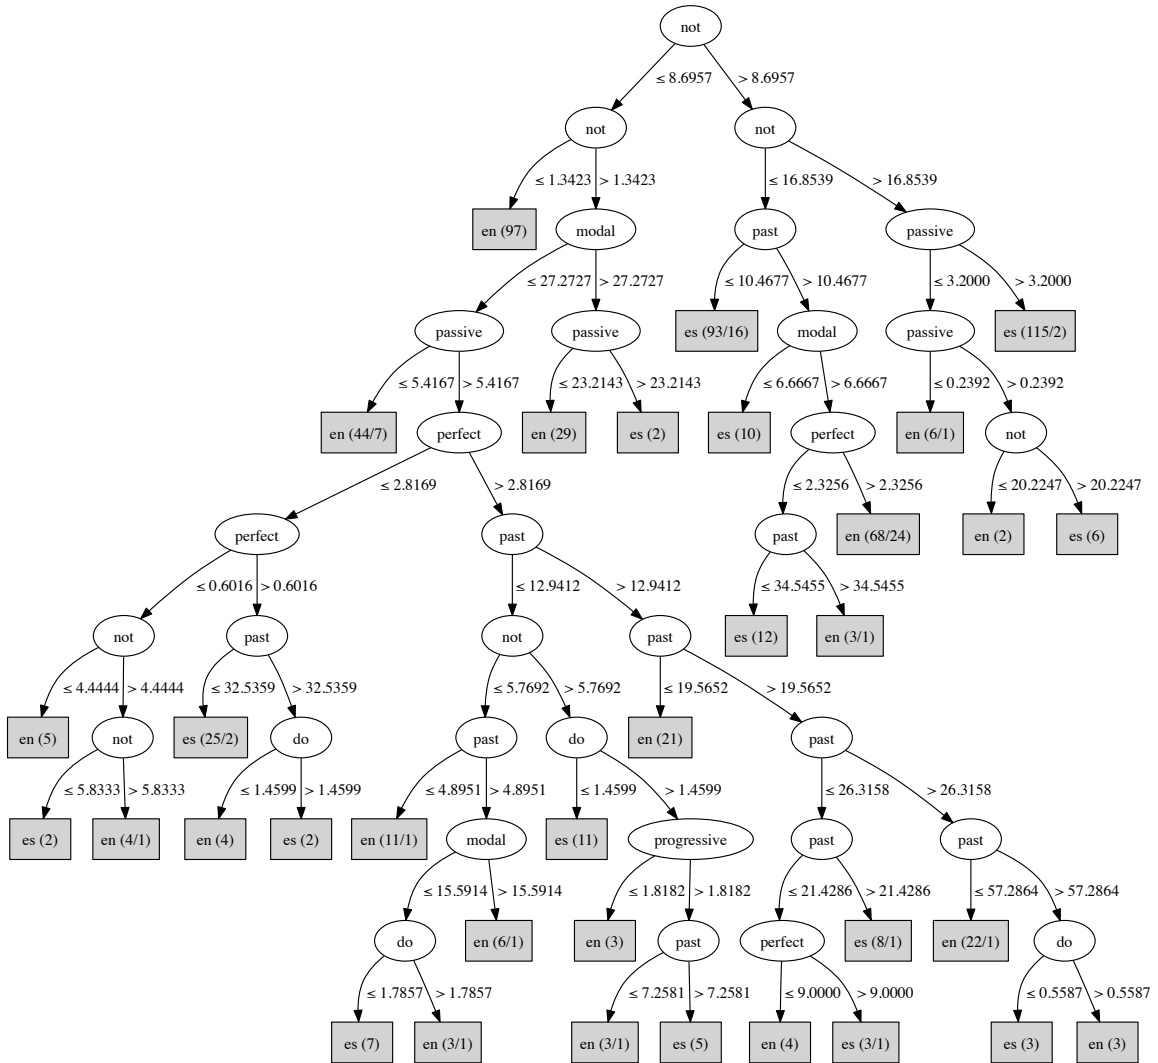 not
≤ 8.6957 > 8.6957
not not
≤ 1.3423 > 1.3423 ≤ 16.8539 > 16.8539
en (97) modal past passive
≤ 27.2727 > 27.2727 ≤ 10.4677 > 10.4677 ≤ 3.2000 > 3.2000
passive passive es (93/16) modal passive es (115/2)
≤ 5.4167 > 5.4167 ≤ 23.2143 > 23.2143 ≤ 6.6667 > 6.6667 ≤ 0.2392 > 0.2392
en (44/7) perfect en (29) es (2) es (10) perfect en (6/1) not
≤ 2.8169 > 2.8169 ≤ 2.3256 > 2.3256 ≤ 20.2247 > 20.2247
perfect past past en (68/24) en (2) es (6)
≤ 0.6016 > 0.6016 ≤ 12.9412 > 12.9412 ≤ 34.5455 > 34.5455
not past not past es (12) en (3/1)
≤ 4.4444 > 4.4444 ≤ 32.5359 > 32.5359 ≤ 5.7692 > 5.7692 ≤ 19.5652 > 19.5652
en (5) not es (25/2) do past do en (21) past
≤ 5.8333 > 5.8333 ≤ 1.4599 > 1.4599 ≤ 4.8951 > 4.8951 ≤ 1.4599 > 1.4599 ≤ 26.3158 > 26.3158
es (2) en (4/1) en (4) es (2) en (11/1) modal es (11) progressive past past
≤ 15.5914 > 15.5914 ≤ 1.8182 > 1.8182 ≤ 21.4286 > 21.4286 ≤ 57.2864 > 57.2864
do en (6/1) en (3) past perfect es (8/1) en (22/1) do
≤ 1.7857 > 1.7857 ≤ 7.2581 > 7.2581 ≤ 9.0000 > 9.0000 ≤ 0.5587 > 0.5587
es (7) en (3/1) en (3/1) es (5) en (4) es (3/1) es (3) en (3)